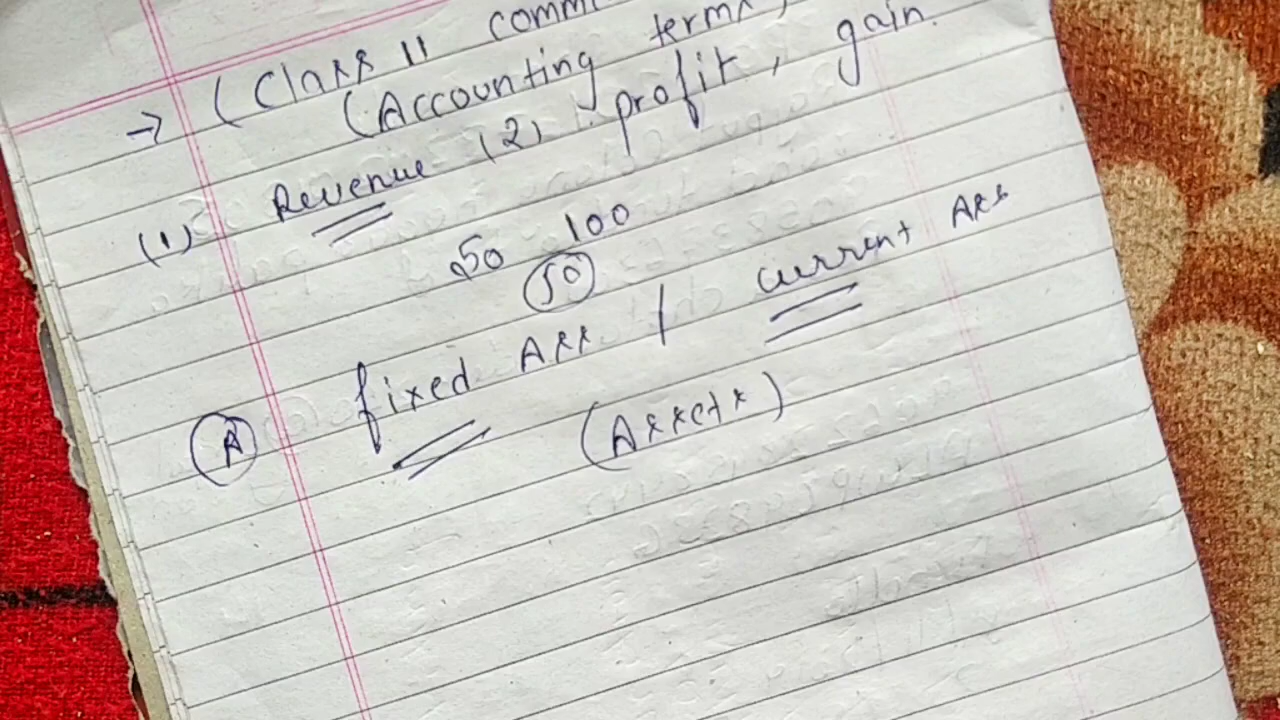 → (Class 11 comm
(Accounting terms)
(1) Revenue (2) profit, gain.
50 100
50
A fixed Ass / current Ass
(Assets)